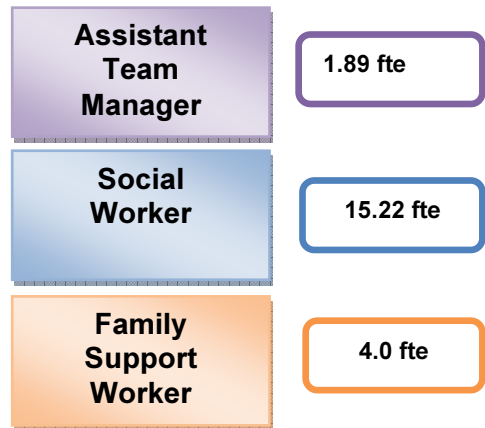 Assistant
Team
Manager
1.89 fte
Social
Worker
15.22 fte
Family
Support
Worker
4.0 fte